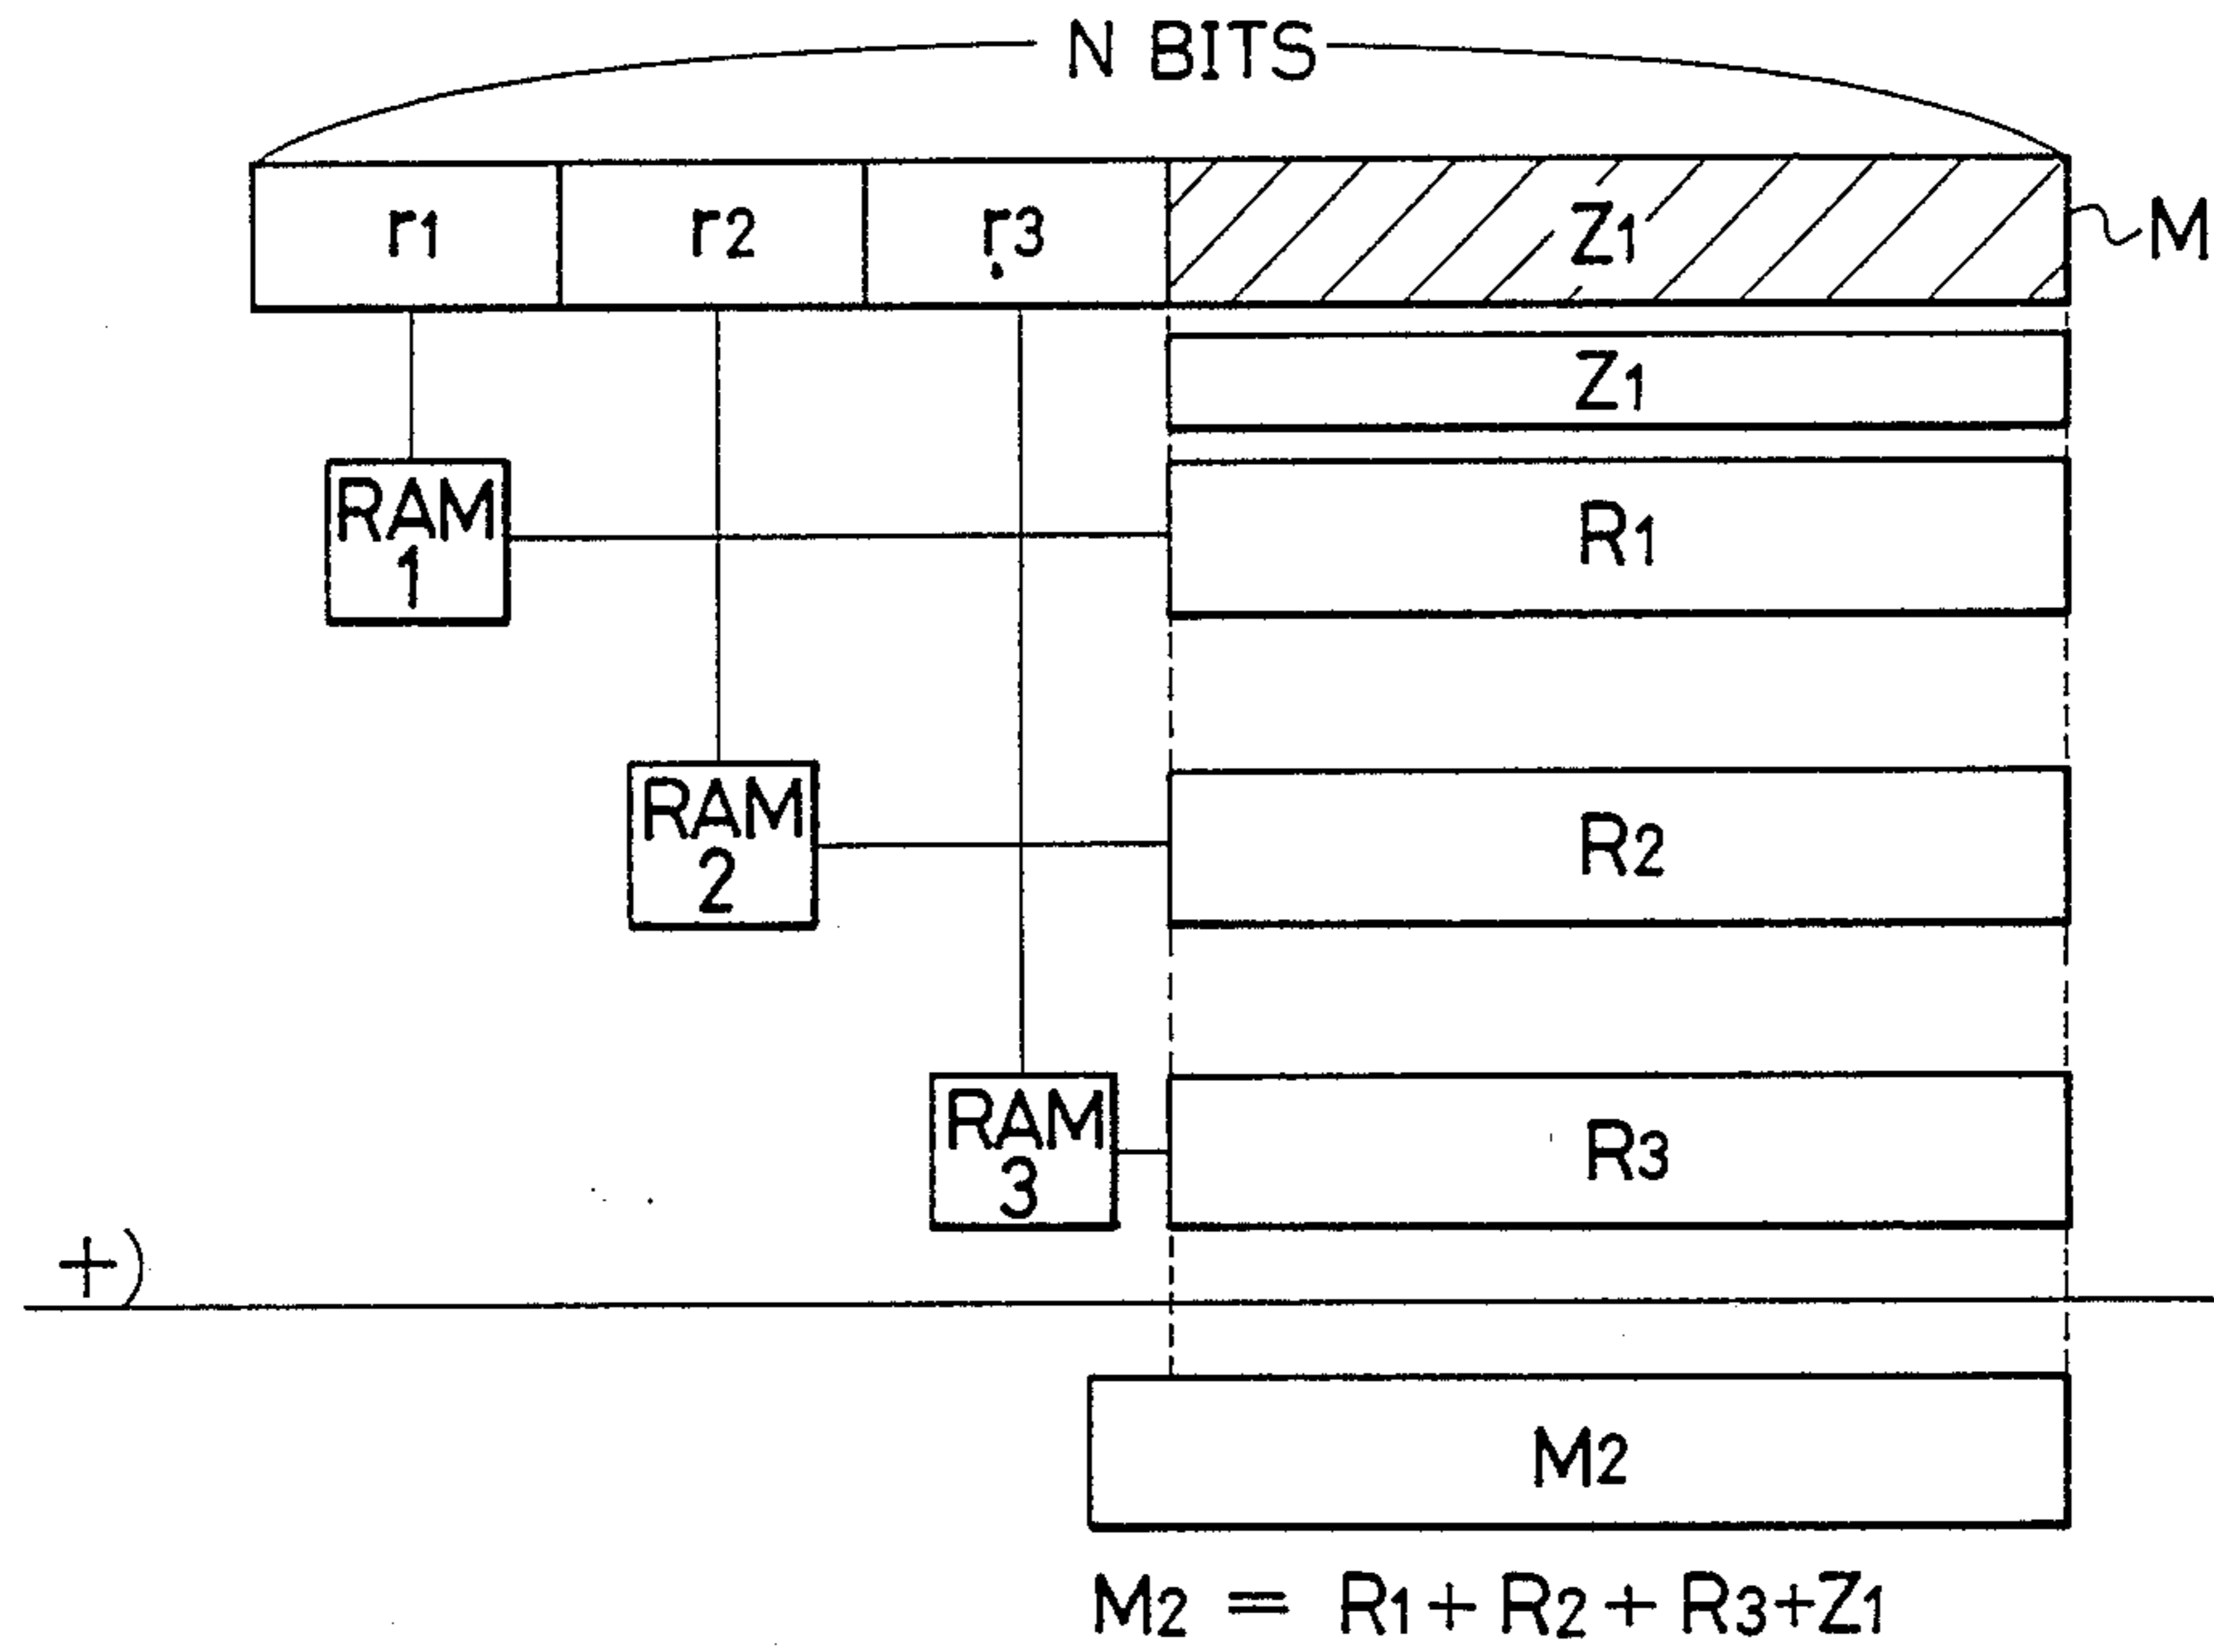 N BITS
r1 r2 r3 Z1 M
Z1
RAM 1
R1
RAM 2
R2
RAM 3
R3
+)
M2
M2 = R1 + R2 + R3 + Z1